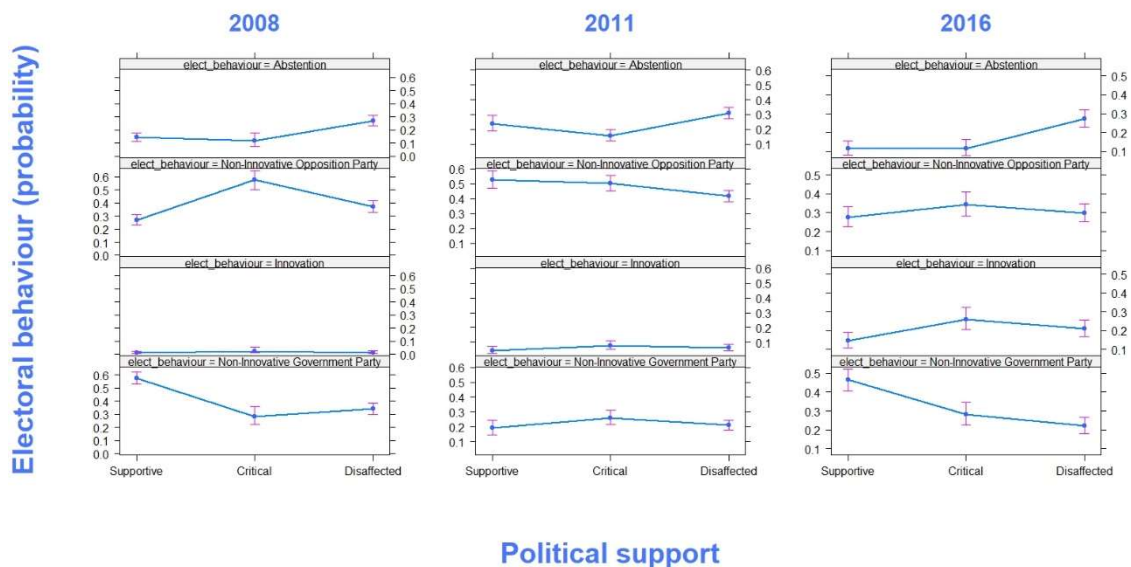 2008 2011 2016
Electoral behaviour (probability)
elect_behaviour = Abstention elect_behaviour = Abstention elect_behaviour = Abstention
0.6 0.6 0.5
0.5 0.5 0.4
0.4 0.4 0.3
0.3 0.3 0.2
0.2 0.2 0.1
0.1 0.1
0.0
elect_behaviour = Non-Innovative Opposition Party elect_behaviour = Non-Innovative Opposition Party elect_behaviour = Non-Innovative Opposition Party
0.6 0.6 0.5
0.5 0.5 0.4
0.4 0.4 0.3
0.3 0.3 0.2
0.2 0.2 0.1
0.1 0.1
0.0
elect_behaviour = Innovation elect_behaviour = Innovation elect_behaviour = Innovation
0.6 0.6 0.5
0.5 0.5 0.4
0.4 0.4 0.3
0.3 0.3 0.2
0.2 0.2 0.1
0.1 0.1
0.0
elect_behaviour = Non-Innovative Government Party elect_behaviour = Non-Innovative Government Party elect_behaviour = Non-Innovative Government Party
0.6 0.6 0.5
0.5 0.5 0.4
0.4 0.4 0.3
0.3 0.3 0.2
0.2 0.2 0.1
0.1 0.1
0.0
Supportive Critical Disaffected Supportive Critical Disaffected Supportive Critical Disaffected
Political support